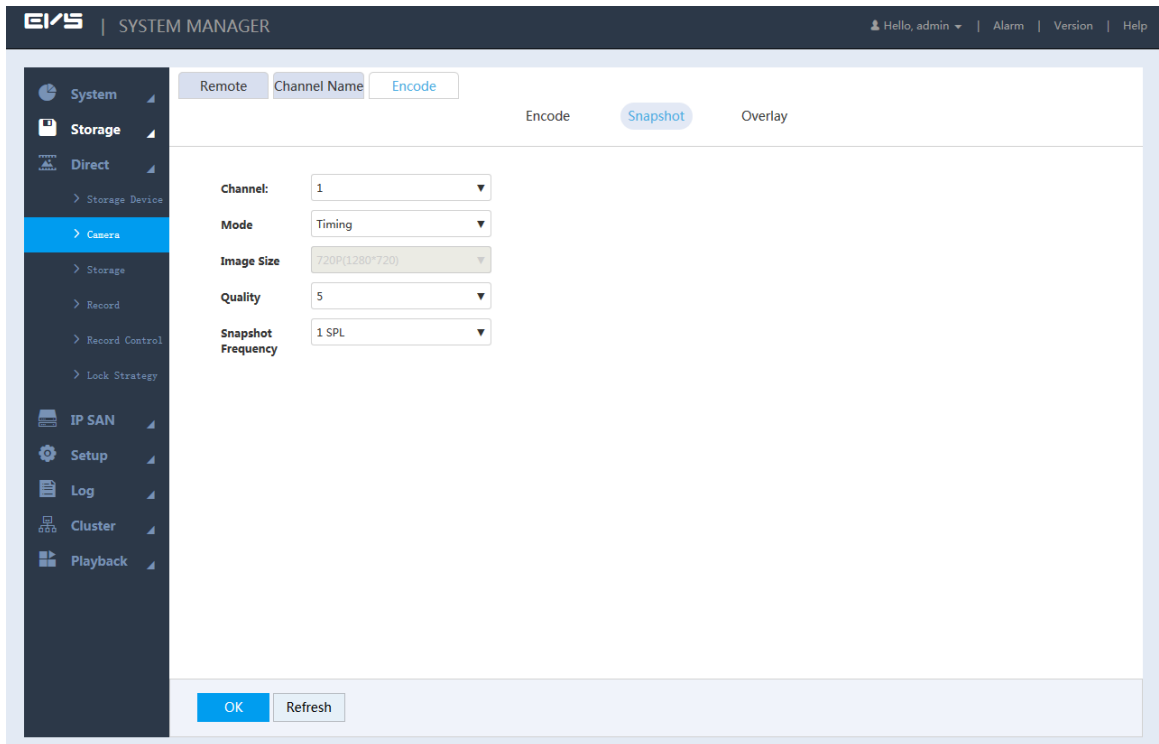 EVS | SYSTEM MANAGER
Hello, admin | Alarm | Version | Help
System
Storage
Direct
> Storage Device
> Camera
> Storage
> Record
> Record Control
> Lock Strategy
IP SAN
Setup
Log
Cluster
Playback
Remote Channel Name Encode
Encode Snapshot Overlay
Channel: 1
Mode Timing
Image Size 720P(1280*720)
Quality 5
Snapshot 1 SPL
Frequency
OK Refresh